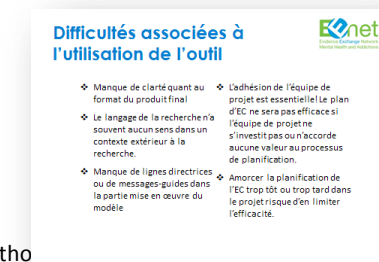 Difficultés associées à
l'utilisation de l'outil
EEnet
Evidence Exchange Network
Mental Health and Addictions
❖ Manque de clarté quant au
format du produit final
❖ Le langage de la recherche n'a
souvent aucun sens dans un
contexte extérieur à la
recherche.
❖ Manque de lignes directrices
ou de messages-guides dans
la partie mise en œuvre du
modèle
❖ L'adhésion de l'équipe de
projet est essentielle! Le plan
d'EC ne sera pas efficace si
l'équipe de projet ne
s'investit pas ou n'accorde
aucune valeur au processus
de planification.
❖ Amorcer la planification de
l'EC trop tôt ou trop tard dans
le projet risque d'en limiter
l'efficacité.
tho